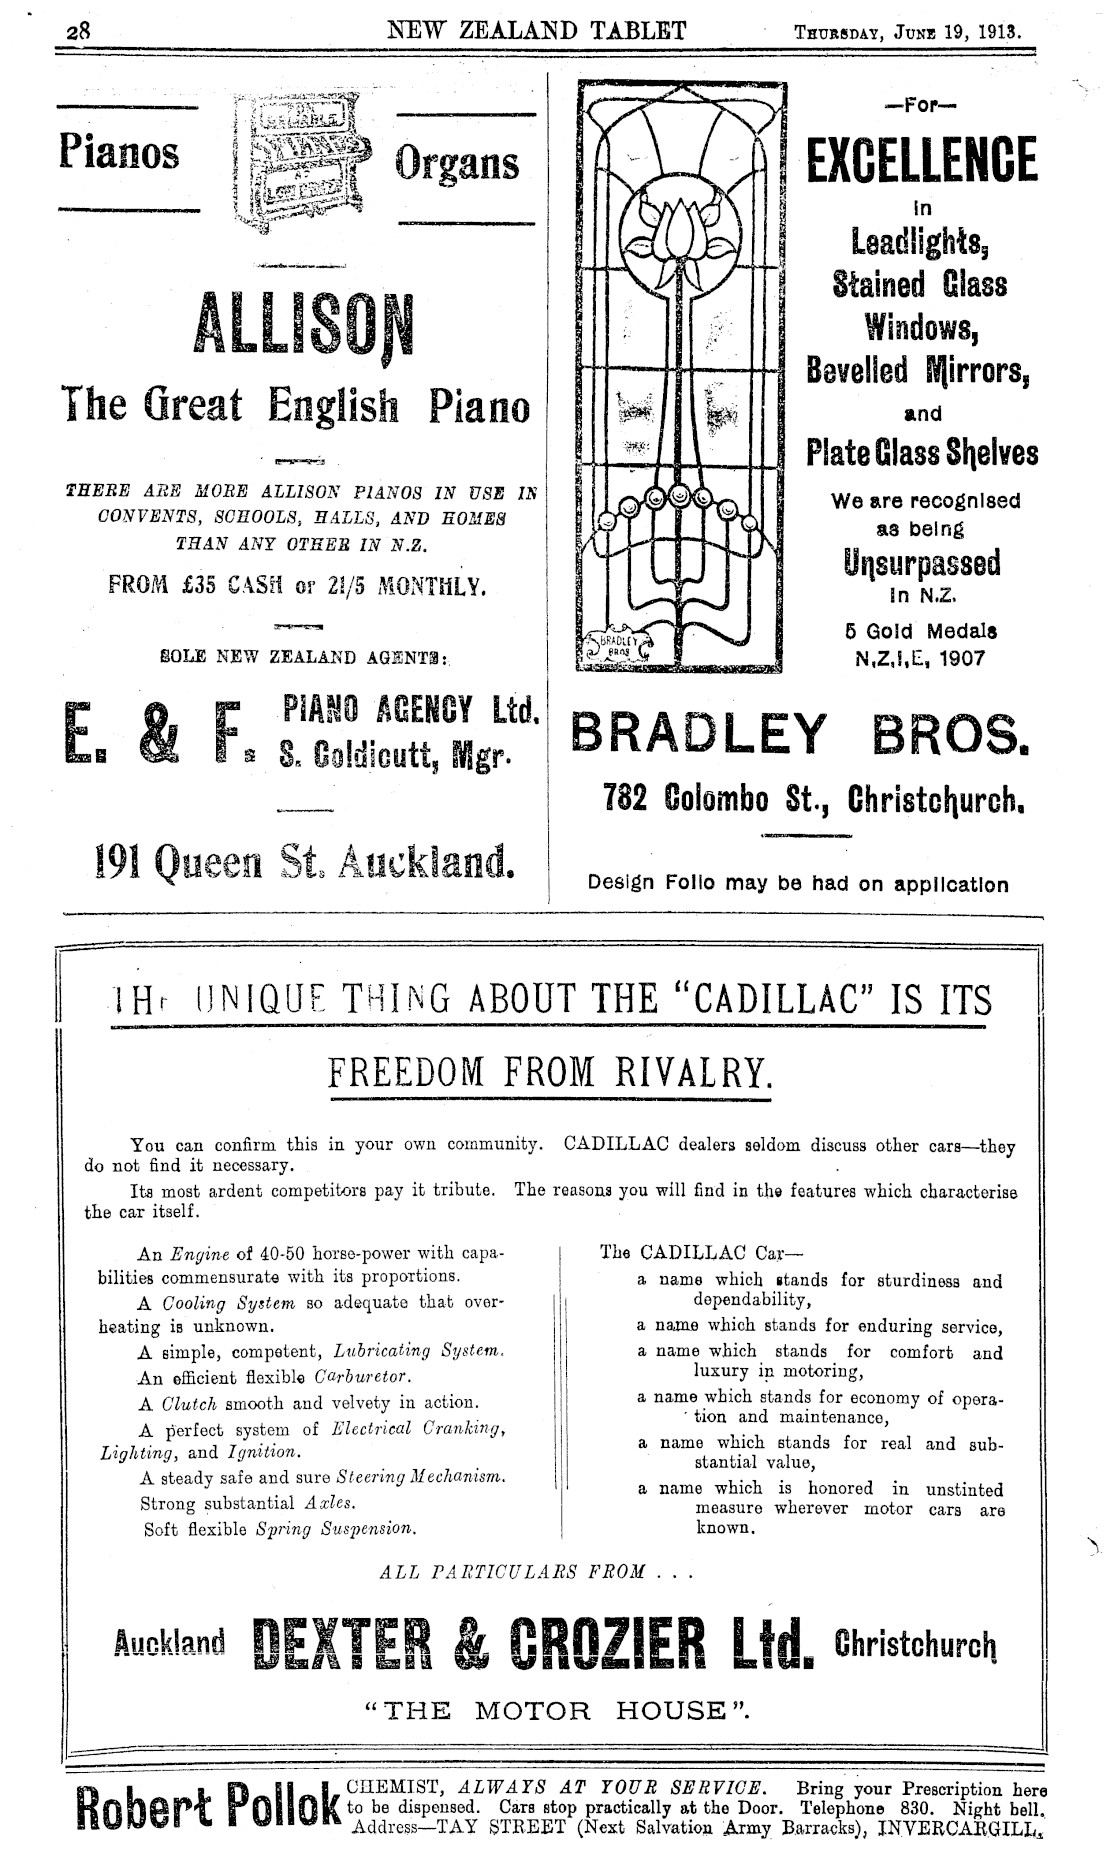 28
NEW ZEALAND TABLET
THURSDAY, JUNE 19, 1913.
Pianos
Organs
ALLISON
The Great English Piano
THERE ARE MORE ALLISON PIANOS IN USE IN
CONVENTS, SCHOOLS, HALLS, AND HOMES
THAN ANY OTHER IN N.Z.
FROM £35 CASH or 21/5 MONTHLY.
SOLE NEW ZEALAND AGENTS:
E. & F. PIANO AGENCY Ltd.
S. Coldicutt, Mgr.
191 Queen St. Auckland.
—For—
EXCELLENCE
in
Leadlights,
Stained Glass
Windows,
Bevelled Mirrors,
and
Plate Glass Shelves
We are recognised
as being
Unsurpassed
in N.Z.
5 Gold Medals
N.Z.I.E, 1907
BRADLEY
BROS
BRADLEY BROS.
782 Colombo St., Christchurch.
Design Folio may be had on application
THE UNIQUE THING ABOUT THE “CADILLAC” IS ITS
FREEDOM FROM RIVALRY.
You can confirm this in your own community. CADILLAC dealers seldom discuss other cars—they
do not find it necessary.
Its most ardent competitors pay it tribute. The reasons you will find in the features which characterise
the car itself.
An Engine of 40-50 horse-power with capa-
bilities commensurate with its proportions.
A Cooling System so adequate that over-
heating is unknown.
A simple, competent, Lubricating System.
An efficient flexible Carburetor.
A Clutch smooth and velvety in action.
A perfect system of Electrical Cranking,
Lighting, and Ignition.
A steady safe and sure Steering Mechanism.
Strong substantial Axles.
Soft flexible Spring Suspension.
The CADILLAC Car—
a name which stands for sturdiness and
dependability,
a name which stands for enduring service,
a name which stands for comfort and
luxury in motoring,
a name which stands for economy of opera-
tion and maintenance,
a name which stands for real and sub-
stantial value,
a name which is honored in unstinted
measure wherever motor cars are
known.
ALL PARTICULARS FROM . . .
Auckland DEXTER & CROZIER Ltd. Christchurch
“THE MOTOR HOUSE”.
Robert Pollok
CHEMIST, ALWAYS AT YOUR SERVICE. Bring your Prescription here
to be dispensed. Cars stop practically at the Door. Telephone 830. Night bell.
Address—TAY STREET (Next Salvation Army Barracks), INVERCARGILL.